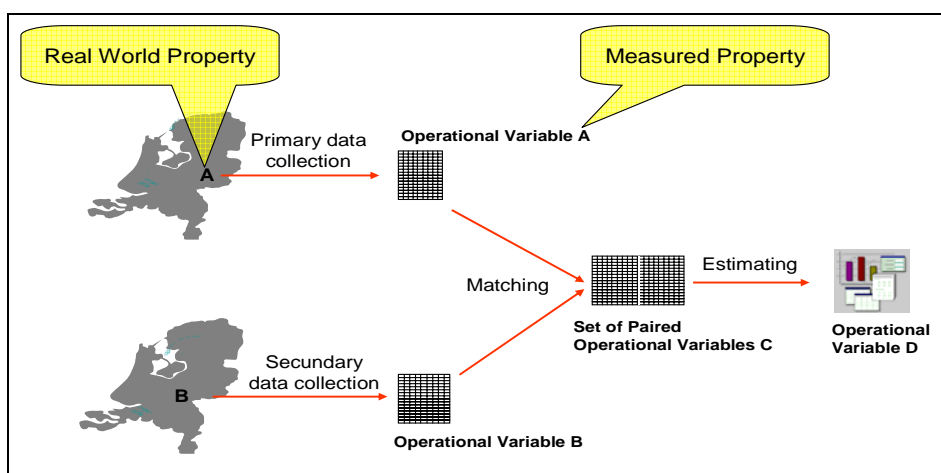 Real World Property
Measured Property
Primary data
collection
Operational Variable A
A
Matching
Estimating
Set of Paired
Operational Variables C
Operational
Variable D
Secundary
data collection
B
Operational Variable B